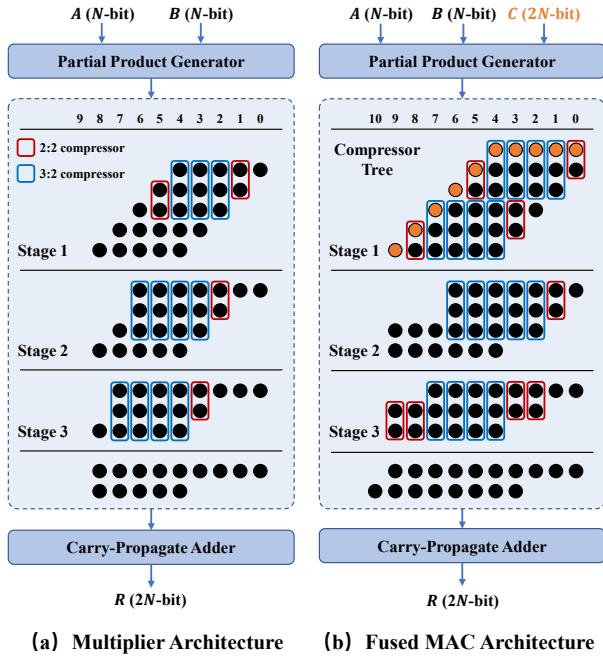 A (N-bit) B (N-bit)
Partial Product Generator
9 8 7 6 5 4 3 2 1 0
2:2 compressor
3:2 compressor
Stage 1
Stage 2
Stage 3
Carry-Propagate Adder
R (2N-bit)
(a) Multiplier Architecture
A (N-bit) B (N-bit) C (2N-bit)
Partial Product Generator
10 9 8 7 6 5 4 3 2 1 0
Compressor
Tree
Stage 1
Stage 2
Stage 3
Carry-Propagate Adder
R (2N-bit)
(b) Fused MAC Architecture